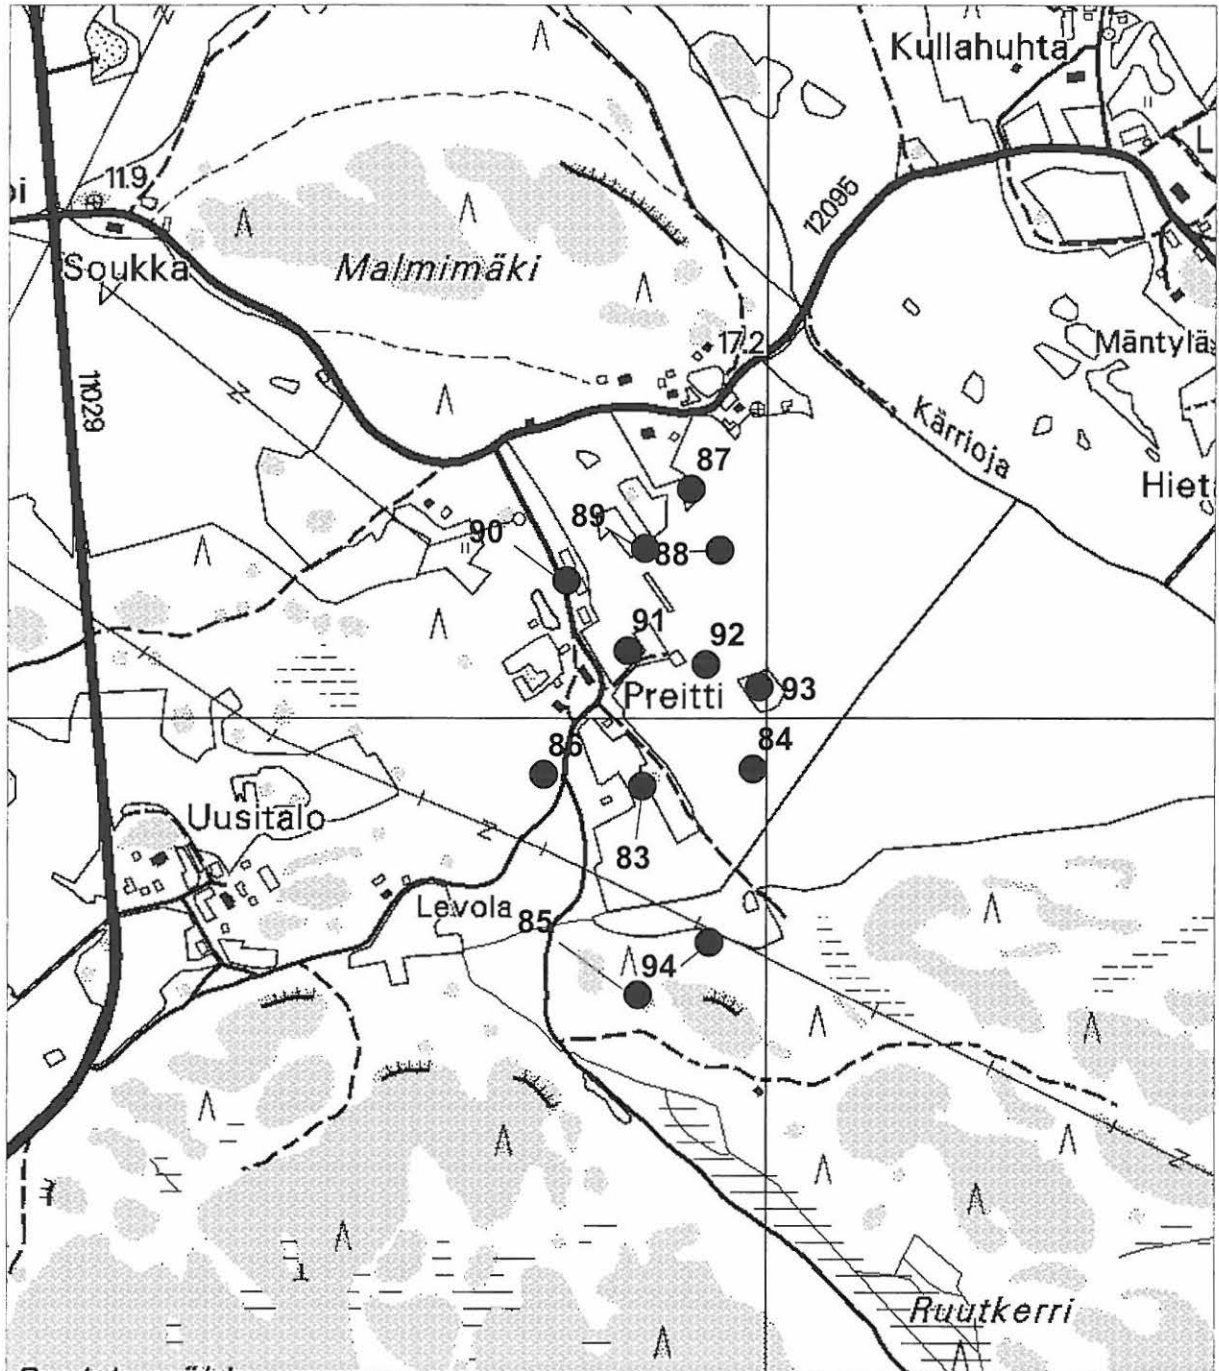 Kullahuhta
L
11.9
12095
Soukka
Malmimäki
17.2
Mäntylä
11029
Kärrioja
87
Hiet
89
90
88
91
92
Preitti
93
86
84
Uusitalo
83
Levola
85
94
Ruutkerri